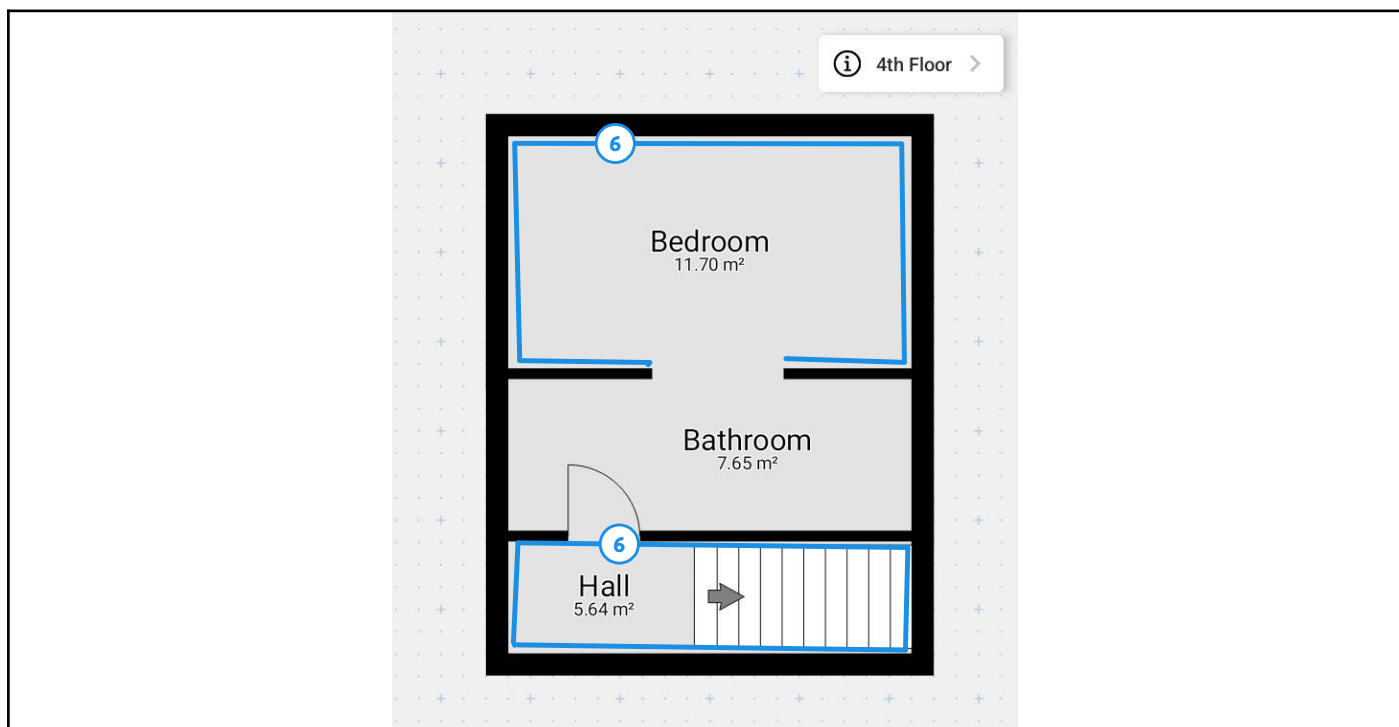 4th Floor
6
Bedroom
11.70 m²
Bathroom
7.65 m²
6
Hall
5.64 m²